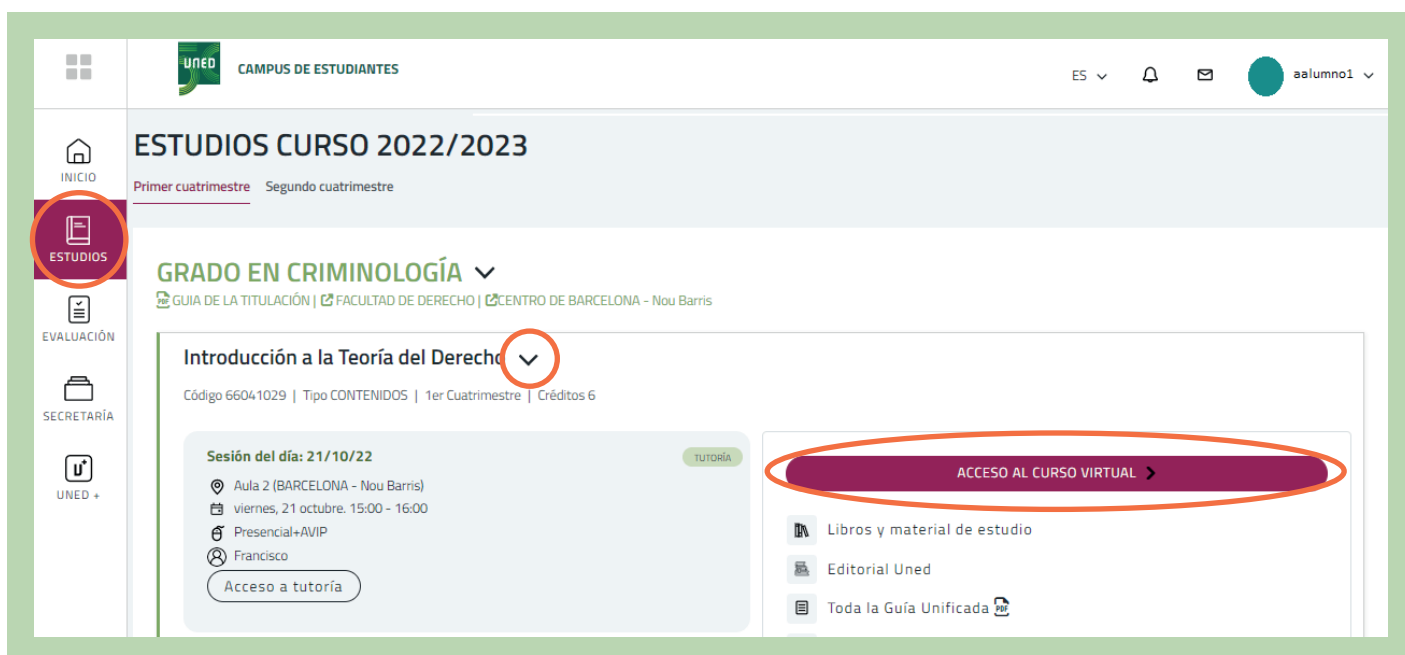 UNED
CAMPUS DE ESTUDIANTES
ES
aalumno1
INICIO
ESTUDIOS
EVALUACIÓN
SECRETARÍA
UNED +
ESTUDIOS CURSO 2022/2023
Primer cuatrimestre Segundo cuatrimestre
GRADO EN CRIMINOLOGÍA
PDF GUIA DE LA TITULACIÓN | FACULTAD DE DERECHO | CENTRO DE BARCELONA - Nou Barris
Introducción a la Teoría del Derecho
Código 66041029 | Tipo CONTENIDOS | 1er Cuatrimestre | Créditos 6
Sesión del día: 21/10/22 TUTORÍA
Aula 2 (BARCELONA - Nou Barris)
viernes, 21 octubre. 15:00 - 16:00
Presencial+AVIP
Francisco
Acceso a tutoría
ACCESO AL CURSO VIRTUAL
Libros y material de estudio
Editorial Uned
Toda la Guía Unificada PDF